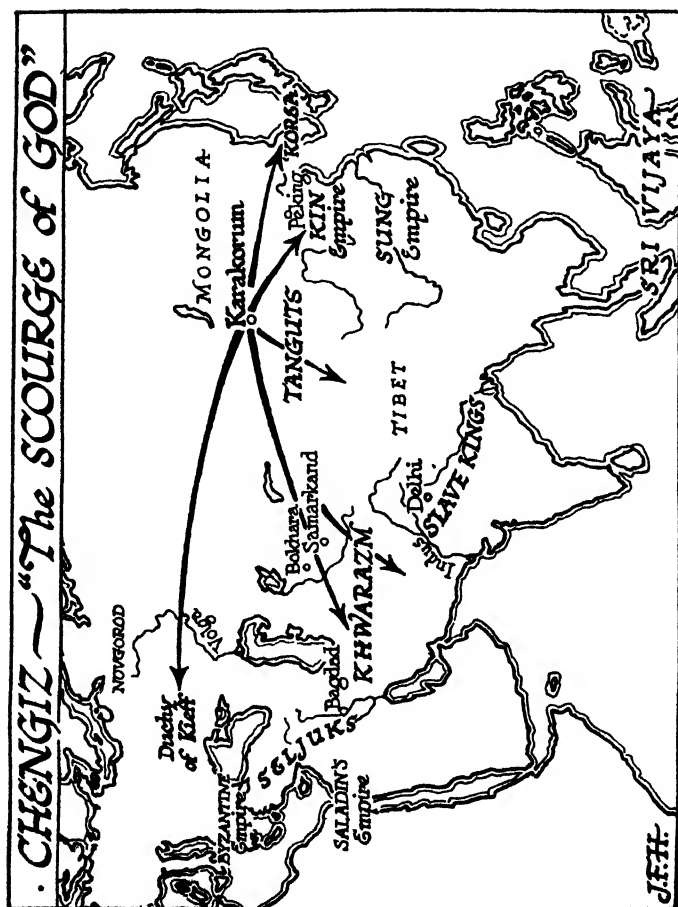 · CHENGIZ — "The SCOURGE of GOD"
NOVGOROD
Volga
Duchy
of Kieff
MONGOLIA
Karakorum
KOREA
Peking
KIN
Empire
TANGUTS
SUNG
Empire
BYZANTINE
Empire
SELJUKS
Bokhara
Samarkand
Bagdad
KHWARAZM
TIBET
SALADIN'S
Empire
Indus
Delhi
SLAVE KINGS
SRI VIJAYA
J.F.H.